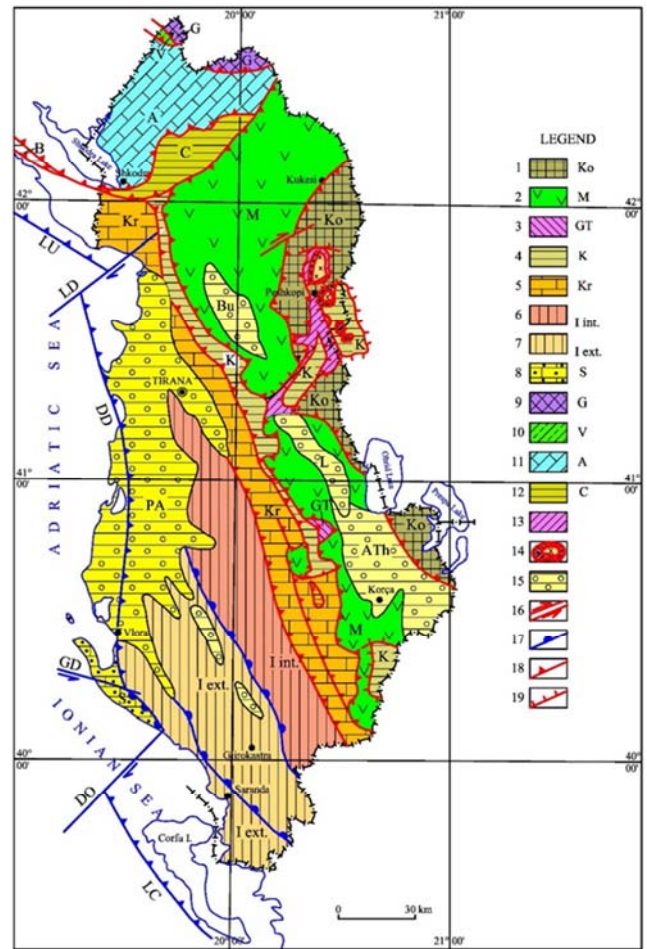 20° 00'
21° 00'
G
G
V
A
Shkodra Lake
B
C
Shkodra
Kukesi
42° 00'
42° 00'
Kr
M
Ko
LU
LD
Peshkopi
Bu
K
K
K
TIRANA
Ko
ADRIATIC SEA
DD
41° 00'
41° 00'
L
Ohrid Lake
Prespa Lake
PA
Kr
GT
Ko
ATh
Korça
Vlora
M
I int.
K
GD
I ext.
IONIAN SEA
Gjirokastra
40° 00'
40° 00'
DO
Saranda
I ext.
Corfu I.
LC
0 30 km
20° 00'
21° 00'
LEGEND
1 Ko
2 M
3 GT
4 K
5 Kr
6 I int.
7 I ext.
8 S
9 G
10 V
11 A
12 C
13
14
15
16
17
18
19